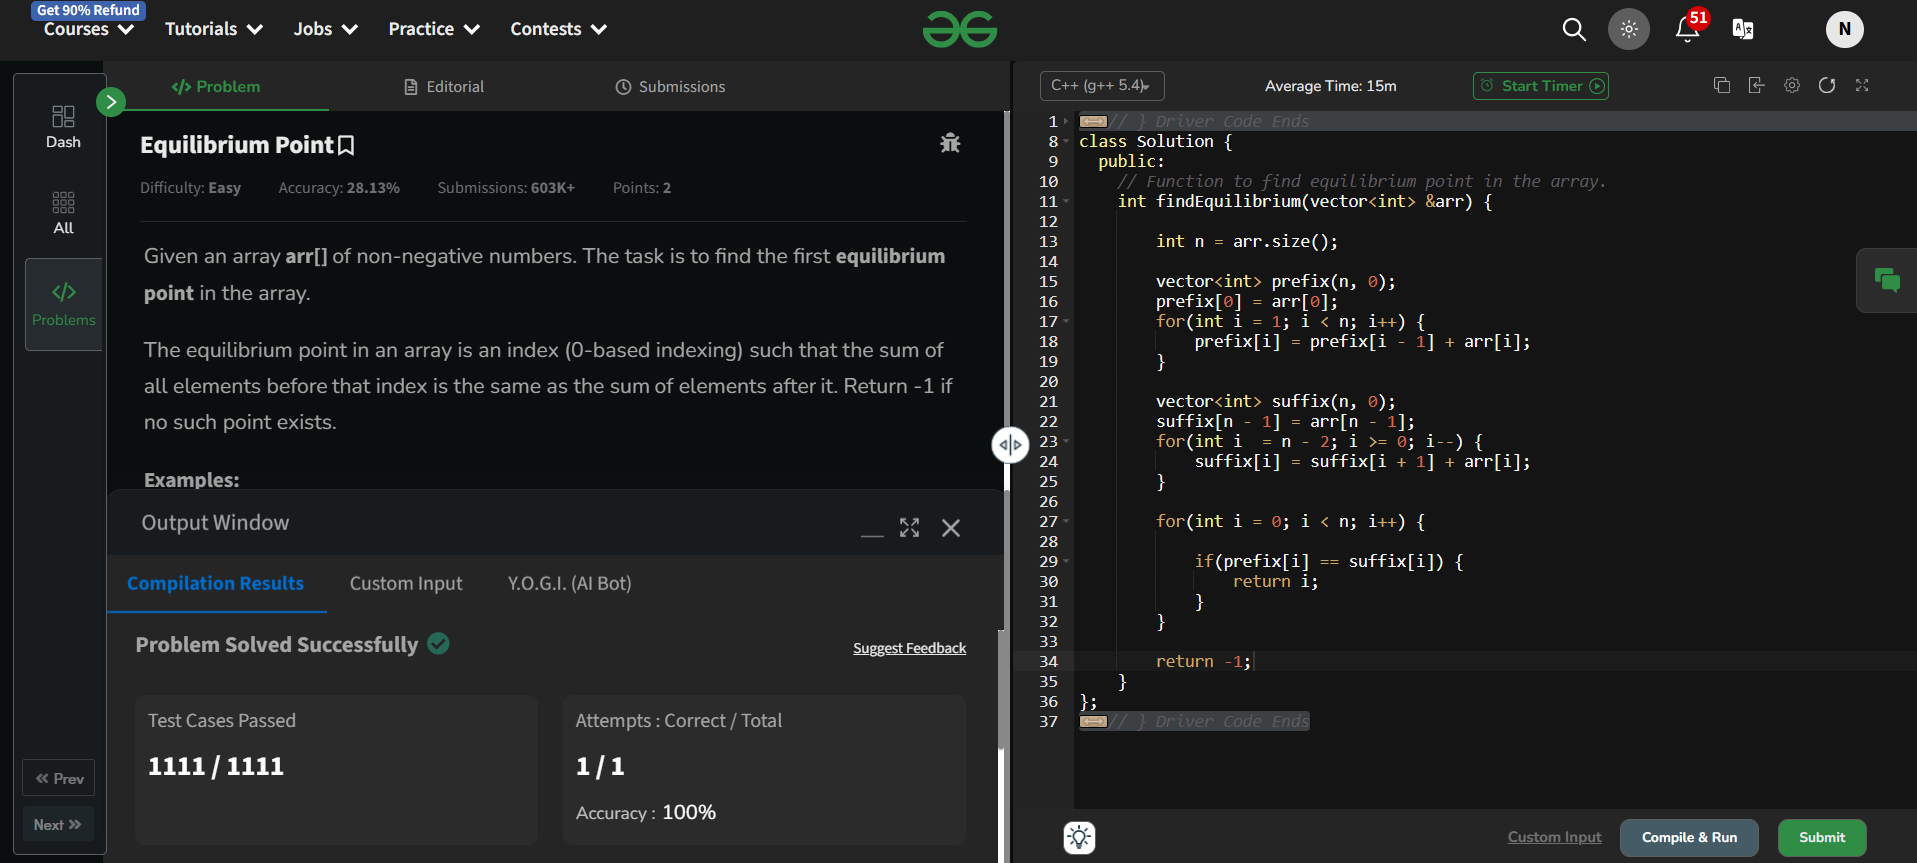 Get 90% Refund
Courses Tutorials Jobs Practice Contests
51
N
Dash
All
Problems
Prev
Next
Problem Editorial Submissions
Equilibrium Point
Difficulty: Easy Accuracy: 28.13% Submissions: 603K+ Points: 2
Given an array arr[] of non-negative numbers. The task is to find the first equilibrium
point in the array.
The equilibrium point in an array is an index (0-based indexing) such that the sum of
all elements before that index is the same as the sum of elements after it. Return -1 if
no such point exists.
Examples:
Output Window
Compilation Results Custom Input Y.O.G.I. (AI Bot)
Problem Solved Successfully
Suggest Feedback
Test Cases Passed
1111 / 1111
Attempts : Correct / Total
1 / 1
Accuracy : 100%
C++ (g++ 5.4) Average Time: 15m Start Timer
1 // } Driver Code Ends
8 class Solution {
9 public:
10 // Function to find equilibrium point in the array.
11 int findEquilibrium(vector<int> &arr) {
12
13 int n = arr.size();
14
15 vector<int> prefix(n, 0);
16 prefix[0] = arr[0];
17 for(int i = 1; i < n; i++) {
18 prefix[i] = prefix[i - 1] + arr[i];
19 }
20
21 vector<int> suffix(n, 0);
22 suffix[n - 1] = arr[n - 1];
23 for(int i  = n - 2; i >= 0; i--) {
24 suffix[i] = suffix[i + 1] + arr[i];
25 }
26
27 for(int i = 0; i < n; i++) {
28
29 if(prefix[i] == suffix[i]) {
30 return i;
31 }
32 }
33
34 return -1;
35 }
36 };
37 // } Driver Code Ends
Custom Input Compile & Run Submit